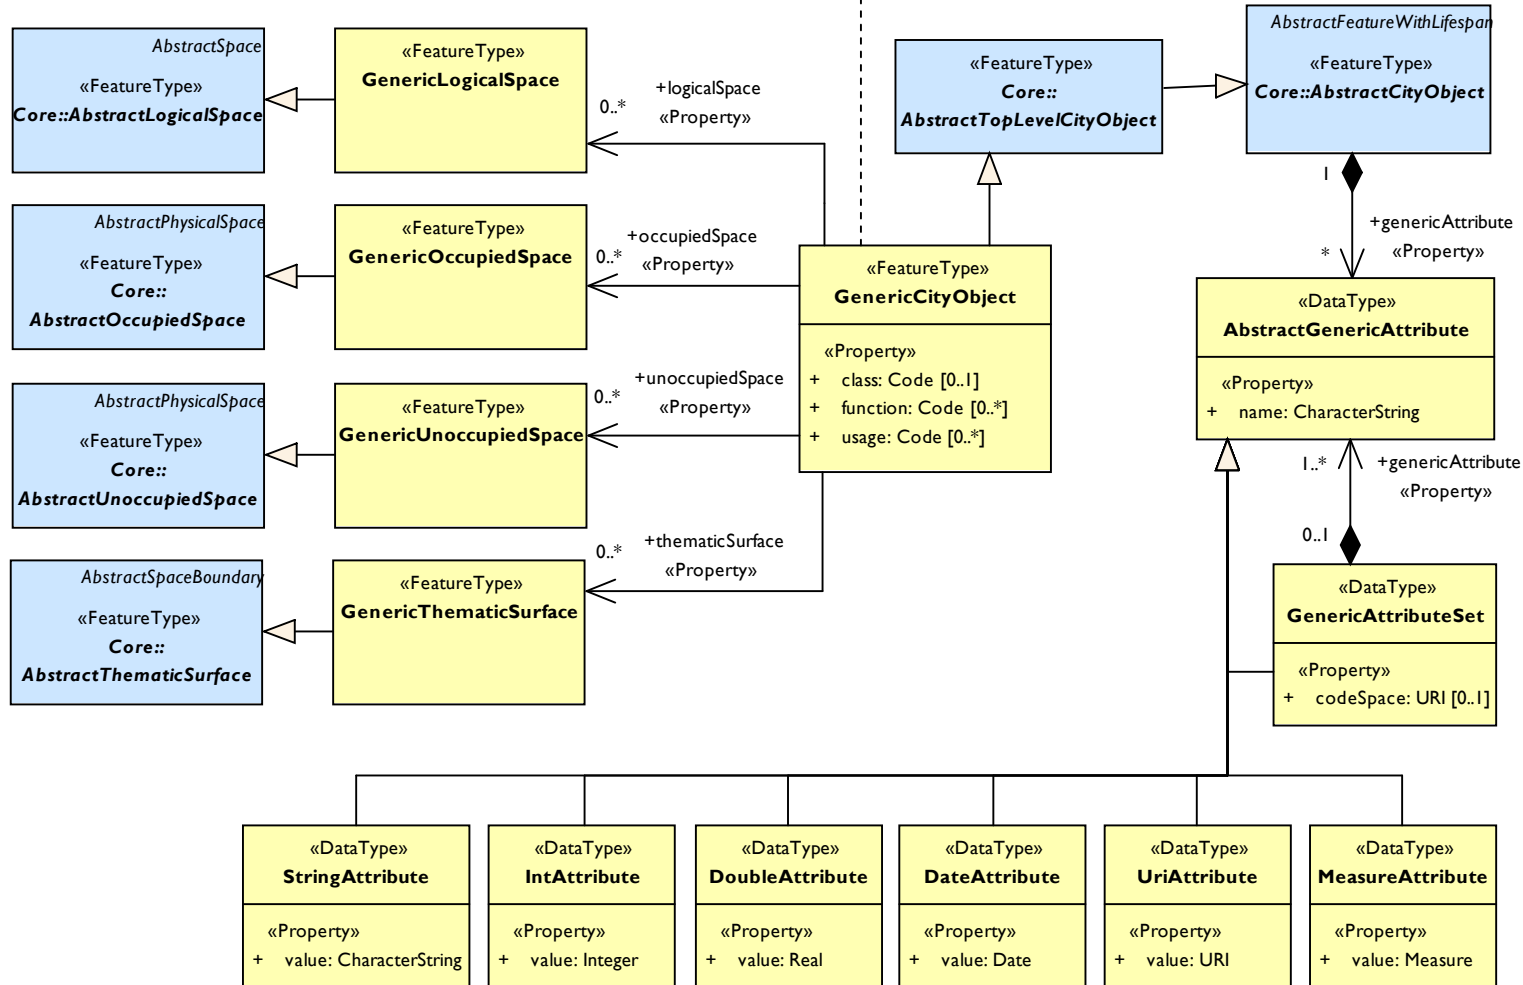 AbstractSpace
«FeatureType»
Core::AbstractLogicalSpace
«FeatureType»
GenericLogicalSpace
+logicalSpace
0..*
«Property»
«FeatureType»
Core::
AbstractTopLevelCityObject
AbstractFeatureWithLifespan
«FeatureType»
Core::AbstractCityObject
1
+genericAttribute
*
«Property»
AbstractPhysicalSpace
«FeatureType»
Core::
AbstractOccupiedSpace
«FeatureType»
GenericOccupiedSpace
+occupiedSpace
0..*
«Property»
«FeatureType»
GenericCityObject
«Property»
+ class: Code [0..1]
+ function: Code [0..*]
+ usage: Code [0..*]
«DataType»
AbstractGenericAttribute
«Property»
+ name: CharacterString
AbstractPhysicalSpace
«FeatureType»
Core::
AbstractUnoccupiedSpace
«FeatureType»
GenericUnoccupiedSpace
+unoccupiedSpace
0..*
«Property»
1..*
+genericAttribute
«Property»
0..1
«DataType»
GenericAttributeSet
«Property»
+ codeSpace: URI [0..1]
AbstractSpaceBoundary
«FeatureType»
Core::
AbstractThematicSurface
«FeatureType»
GenericThematicSurface
+thematicSurface
0..*
«Property»
«DataType»
StringAttribute
«Property»
+ value: CharacterString
«DataType»
IntAttribute
«Property»
+ value: Integer
«DataType»
DoubleAttribute
«Property»
+ value: Real
«DataType»
DateAttribute
«Property»
+ value: Date
«DataType»
UriAttribute
«Property»
+ value: URI
«DataType»
MeasureAttribute
«Property»
+ value: Measure